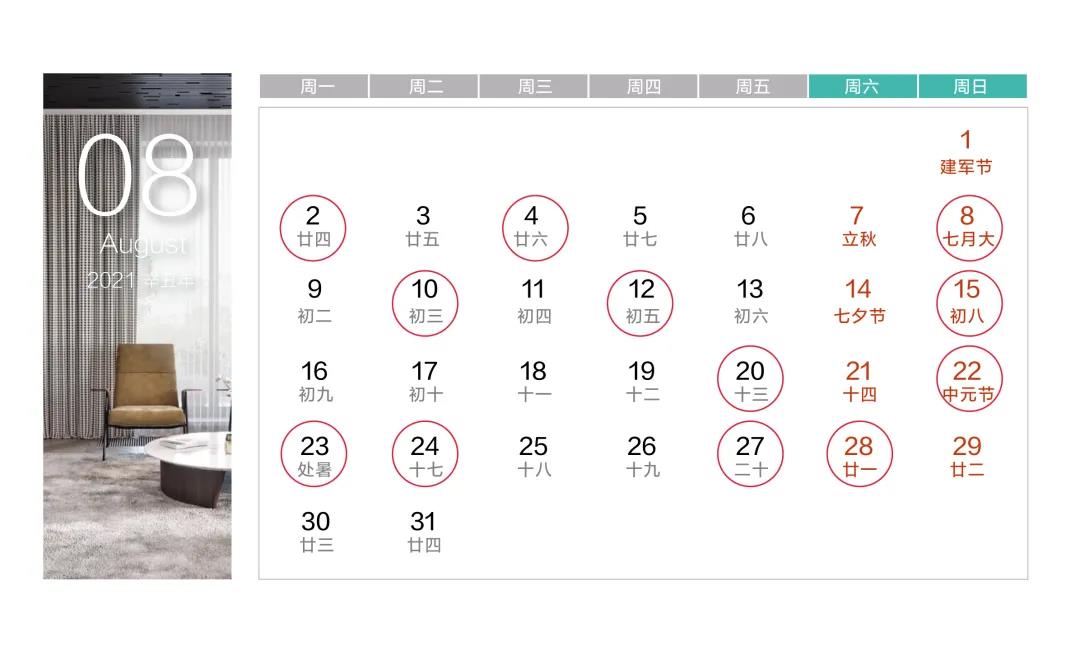 08
August
2021 辛丑年
周一 周二 周三 周四 周五 周六 周日
1
建军节
2 3 4 5 6 7 8
廿四 廿五 廿六 廿七 廿八 立秋 七月大
9 10 11 12 13 14 15
初二 初三 初四 初五 初六 七夕节 初八
16 17 18 19 20 21 22
初九 初十 十一 十二 十三 十四 中元节
23 24 25 26 27 28 29
处暑 十七 十八 十九 二十 廿一 廿二
30 31
廿三 廿四